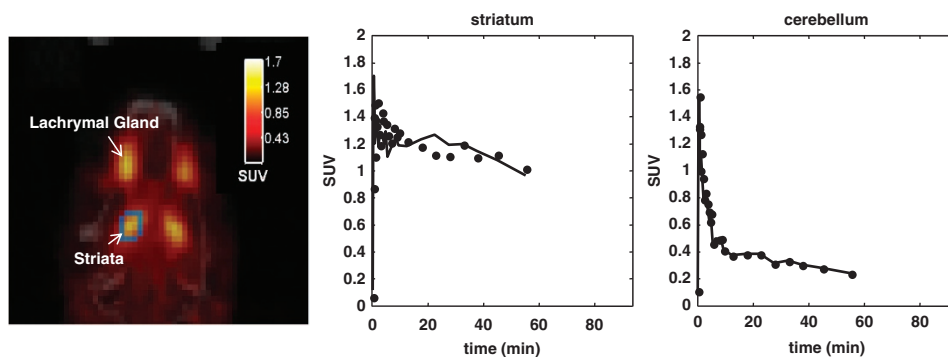 1.7
1.28
0.85
0.43
SUV
Lachrymal Gland
Striata
striatum
SUV
2
1.8
1.6
1.4
1.2
1
0.8
0.6
0.4
0.2
0
0 20 40 60 80
time (min)
cerebellum
SUV
2
1.8
1.6
1.4
1.2
1
0.8
0.6
0.4
0.2
0
0 20 40 60 80
time (min)